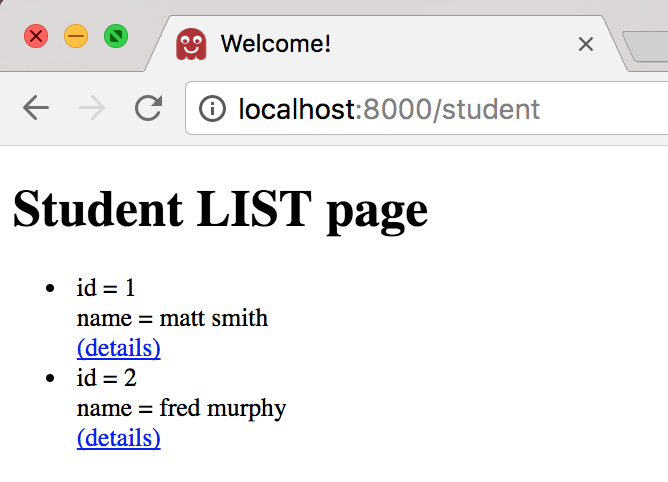 Welcome!
localhost:8000/student
Student LIST page
id = 1
name = matt smith
(details)
id = 2
name = fred murphy
(details)